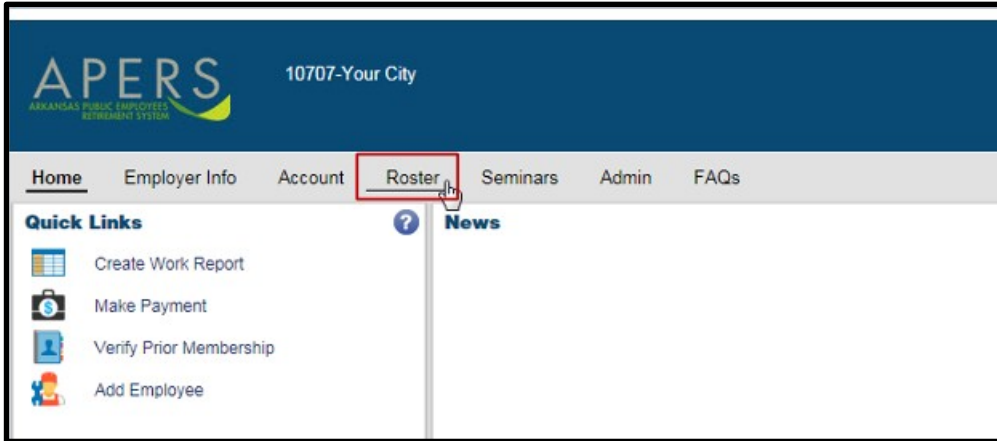 APERS
ARKANSAS PUBLIC EMPLOYEES
RETIREMENT SYSTEM
10707-Your City
Home Employer Info Account Roster Seminars Admin FAQs
Quick Links ?
Create Work Report
$ Make Payment
Verify Prior Membership
Add Employee
News